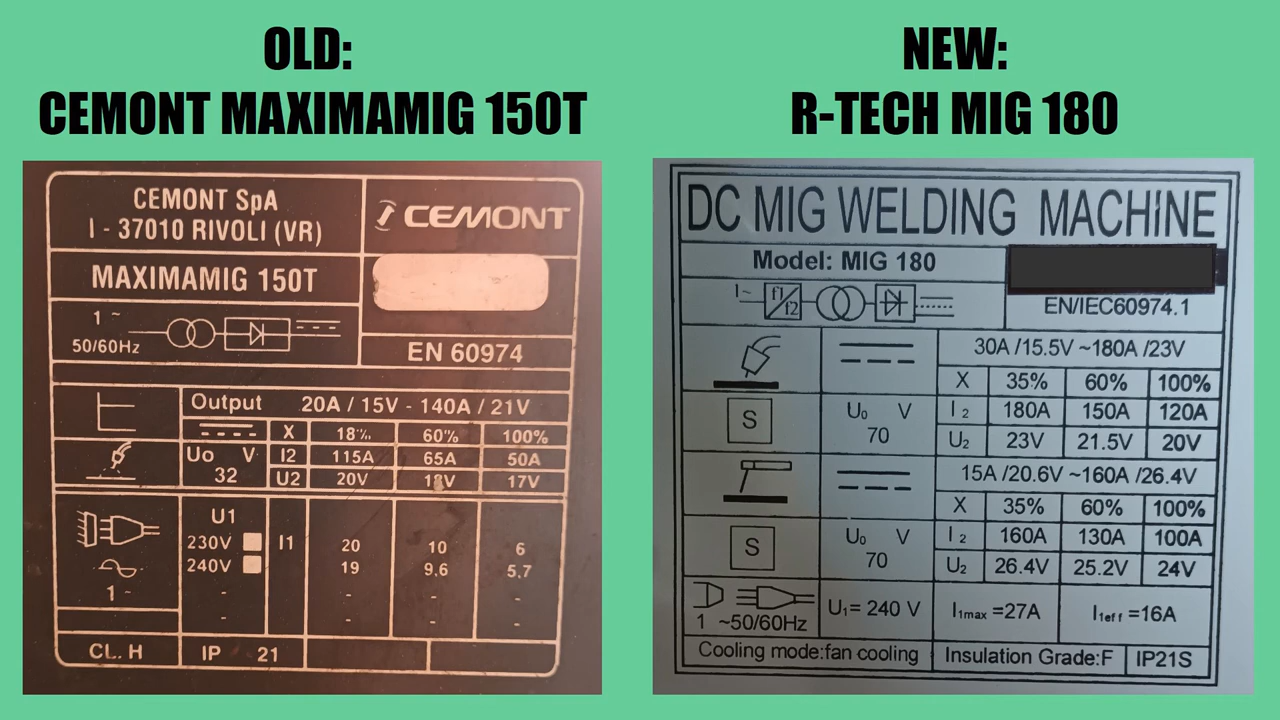 OLD:
CEMONT MAXIMAMIG 150T
CEMONT SpA
I - 37010 RIVOLI (VR)
CEMONT
MAXIMAMIG 150T
1 ~
50/60Hz
EN 60974
Output 20A / 15V - 140A / 21V
X 18% 60% 100%
Uo V I2 115A 65A 50A
32 U2 20V 18V 17V
U1
230V I1 20 10 6
240V 19 9,6 5,7
1 ~ - - - -
- - - -
CL. H IP 21
NEW:
R-TECH MIG 180
DC MIG WELDING MACHINE
Model: MIG 180
1~ f1 f2
EN/IEC60974.1
30A /15.5V ~180A /23V
X 35% 60% 100%
S U₀ V I₂ 180A 150A 120A
70 U₂ 23V 21.5V 20V
15A /20.6V ~160A /26.4V
X 35% 60% 100%
S U₀ V I₂ 160A 130A 100A
70 U₂ 26.4V 25.2V 24V
1 ~50/60Hz U₁= 240 V I₁max =27A I₁eff =16A
Cooling mode:fan cooling Insulation Grade:F IP21S